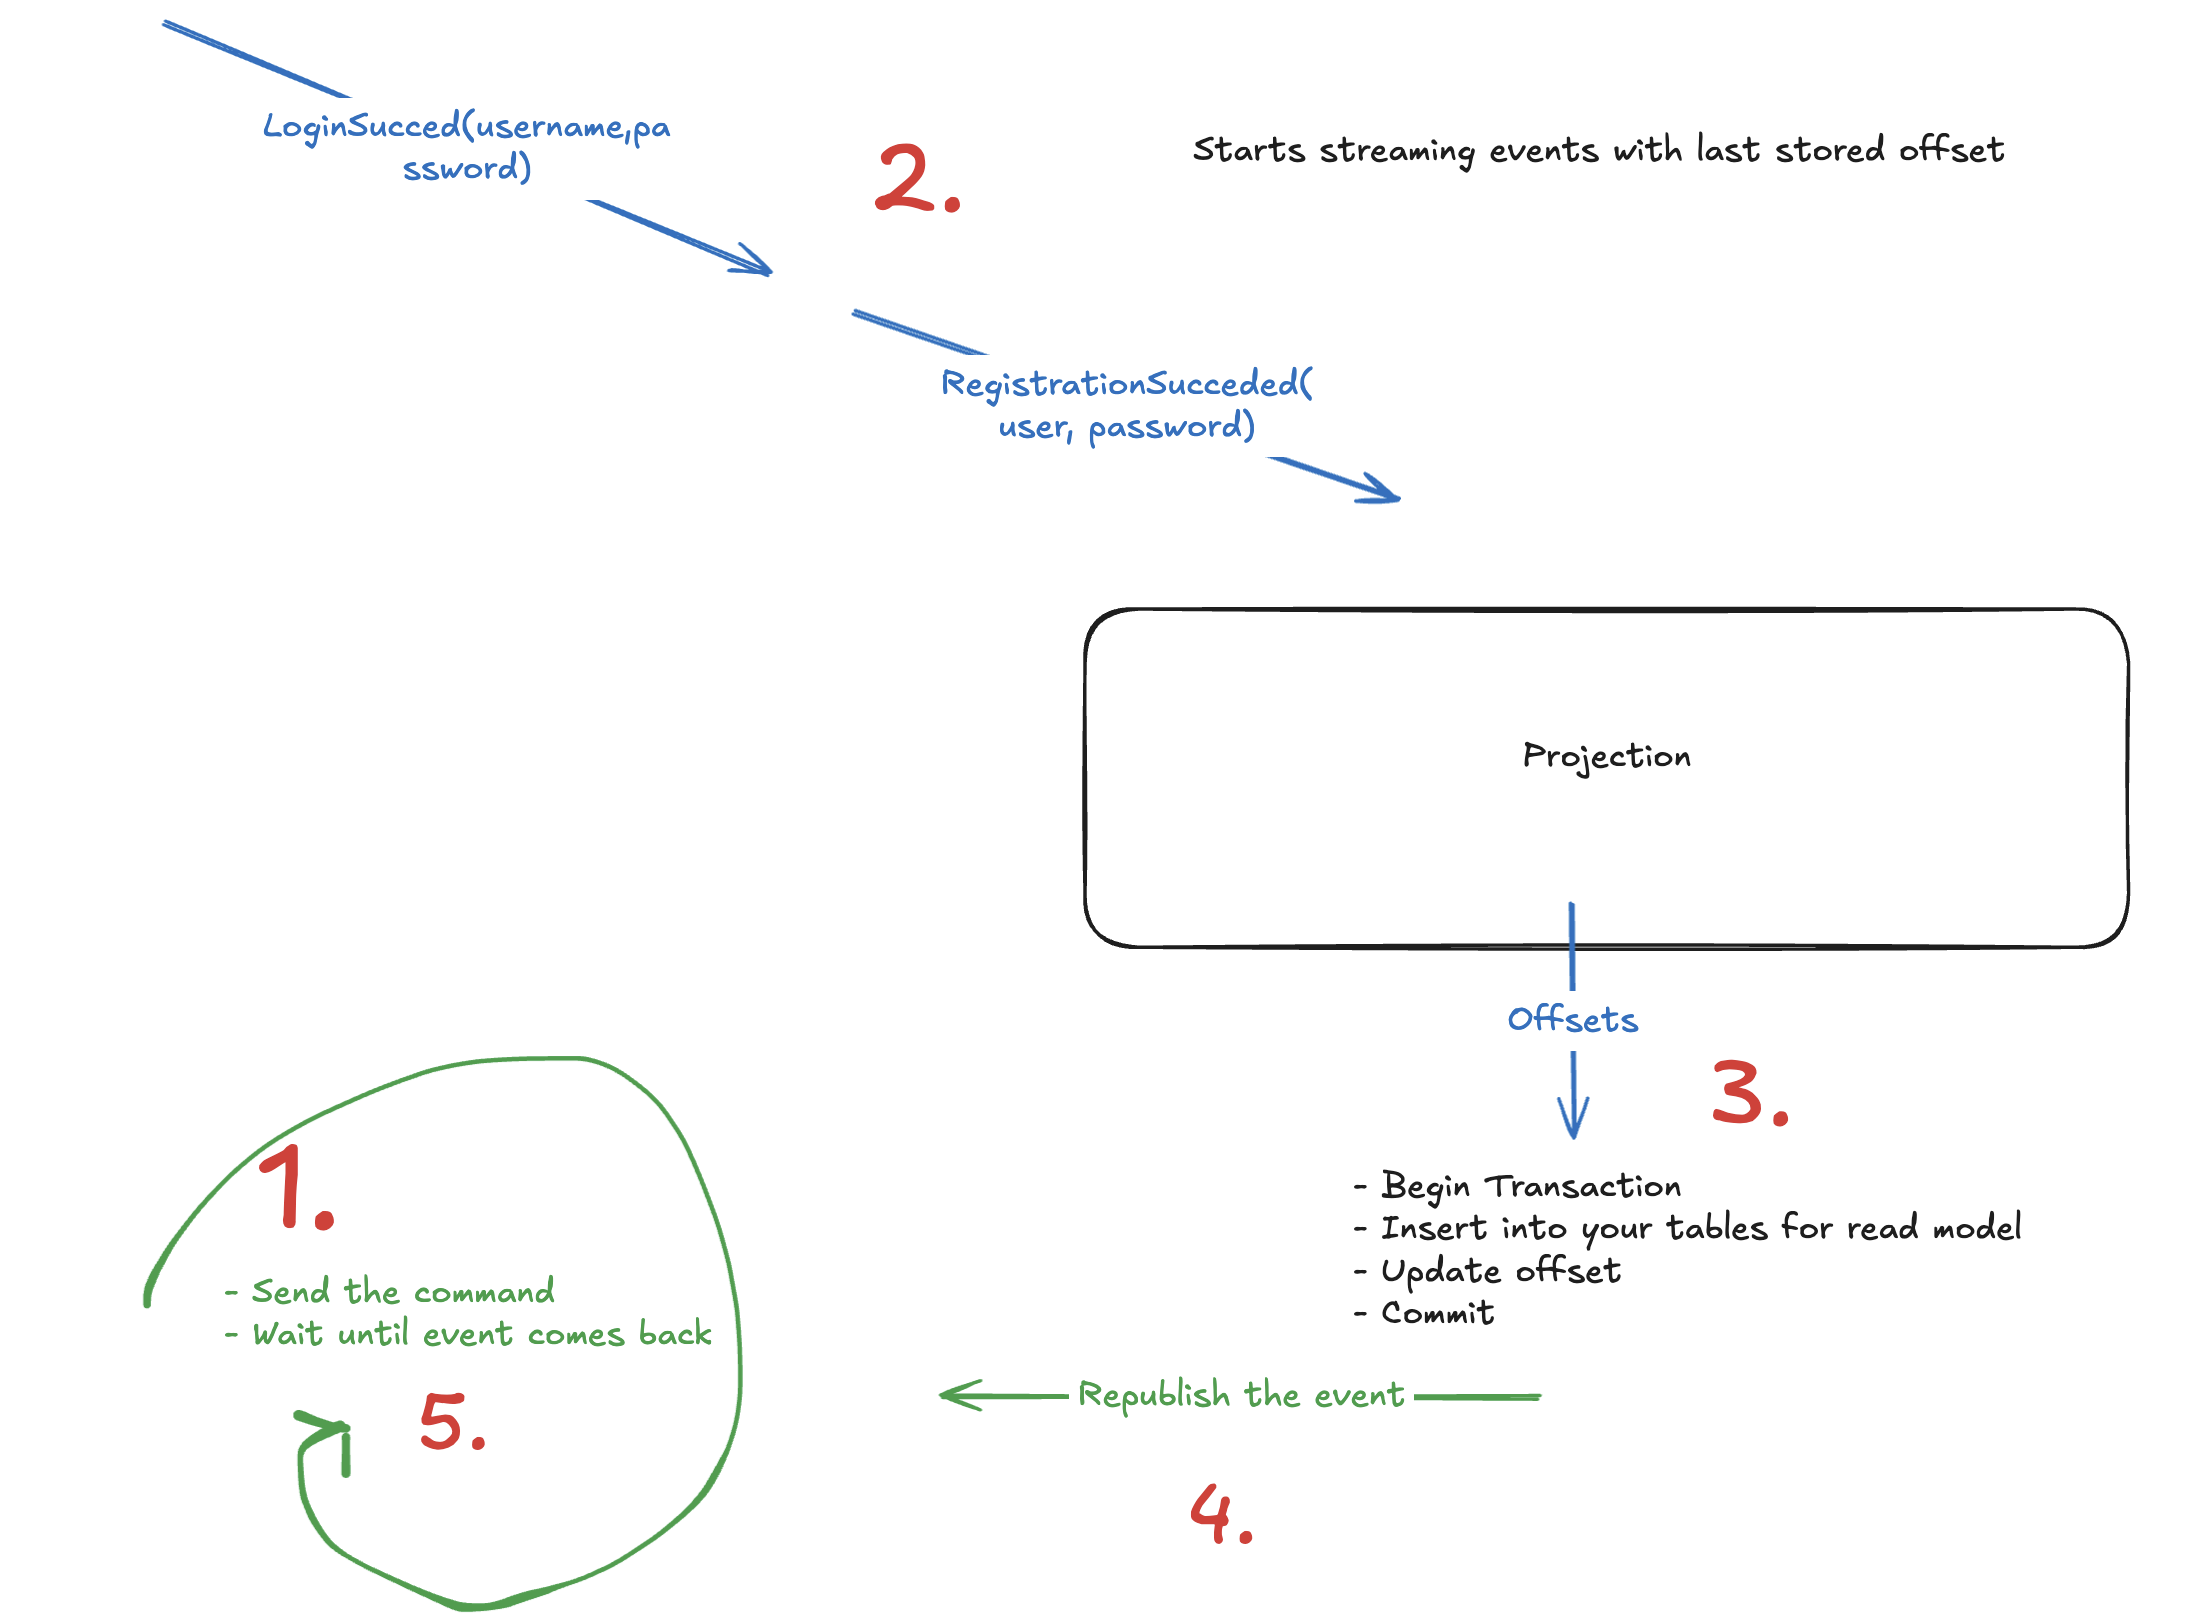 LoginSucced(username,pa
ssword)
2.
Starts streaming events with last stored offset
RegistrationSucceded(
user, password)
Projection
Offsets
3.
- Begin Transaction
- Insert into your tables for read model
- Update offset
- Commit
1.
- Send the command
- Wait until event comes back
5.
Republish the event
4.